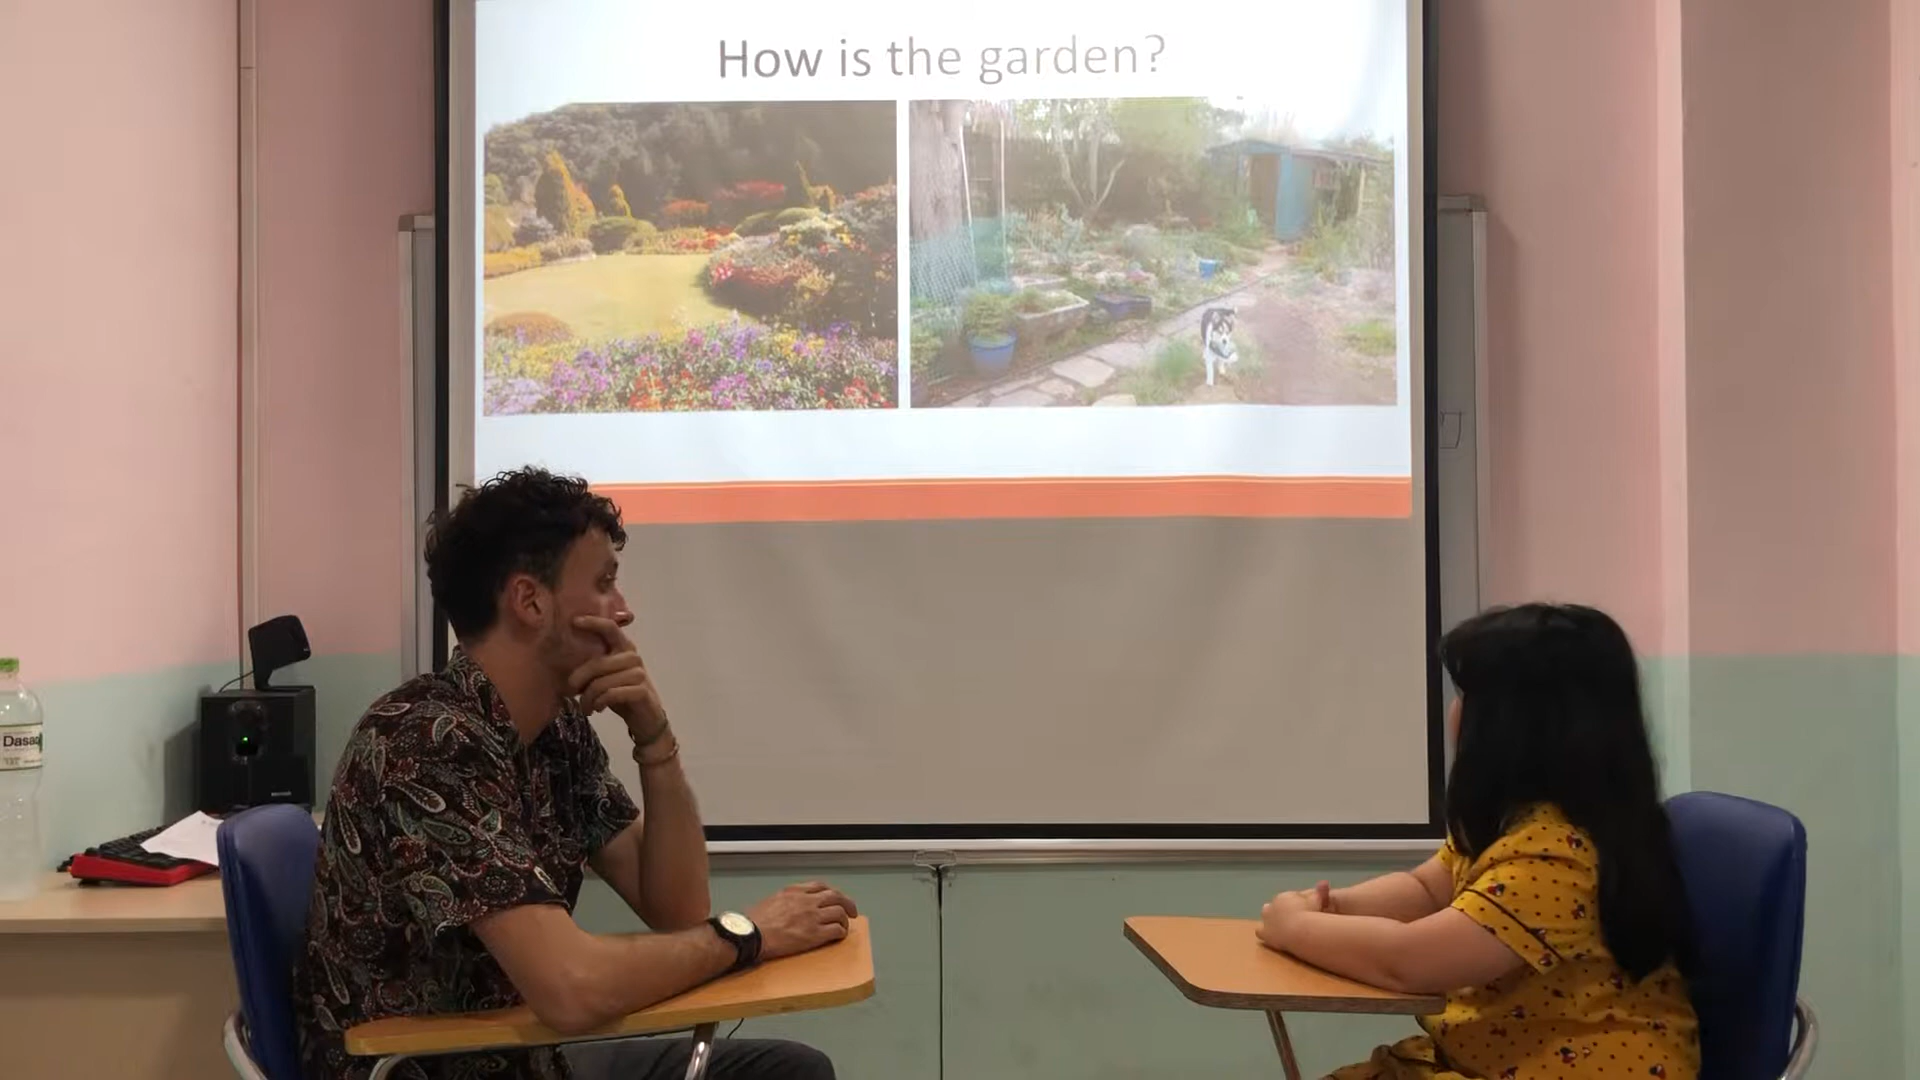 How is the garden?
Dasa